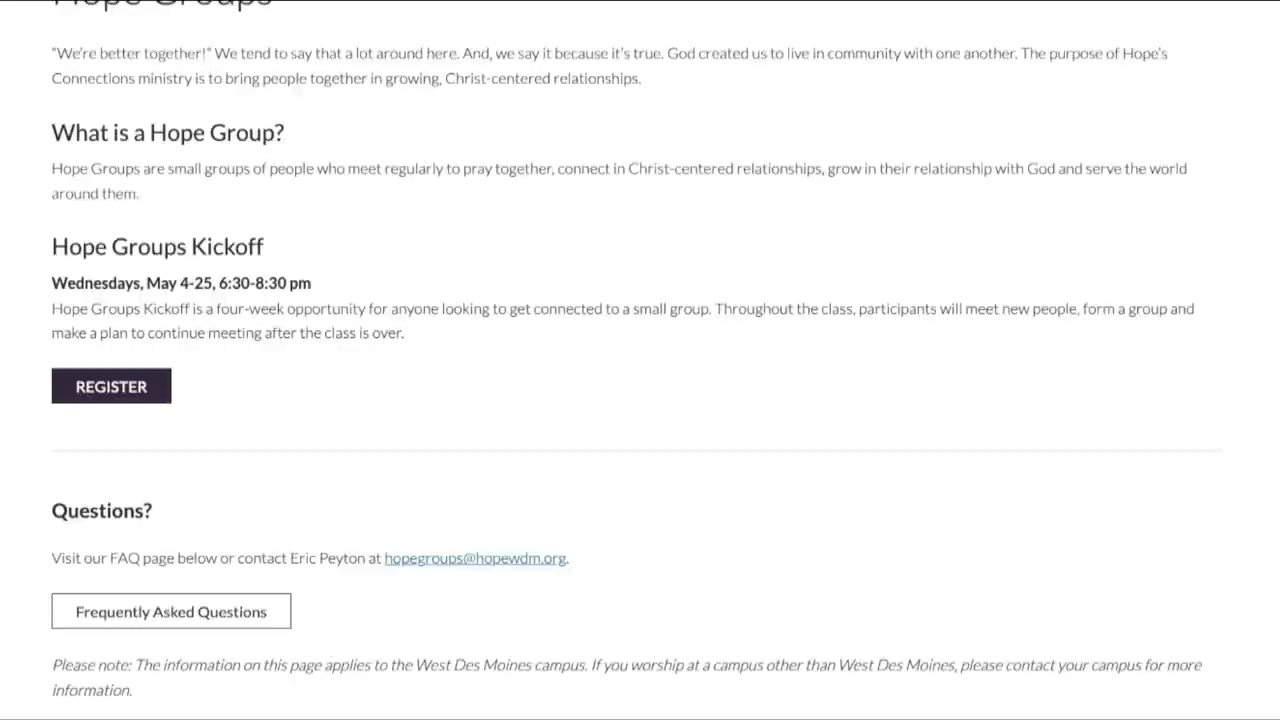 Hope Groups
"We're better together!" We tend to say that a lot around here. And, we say it because it's true. God created us to live in community with one another. The purpose of Hope's
Connections ministry is to bring people together in growing, Christ-centered relationships.
What is a Hope Group?
Hope Groups are small groups of people who meet regularly to pray together, connect in Christ-centered relationships, grow in their relationship with God and serve the world
around them.
Hope Groups Kickoff
Wednesdays, May 4-25, 6:30-8:30 pm
Hope Groups Kickoff is a four-week opportunity for anyone looking to get connected to a small group. Throughout the class, participants will meet new people, form a group and
make a plan to continue meeting after the class is over.
REGISTER
Questions?
Visit our FAQ page below or contact Eric Peyton at hopegroups@hopewdm.org.
Frequently Asked Questions
Please note: The information on this page applies to the West Des Moines campus. If you worship at a campus other than West Des Moines, please contact your campus for more
information.